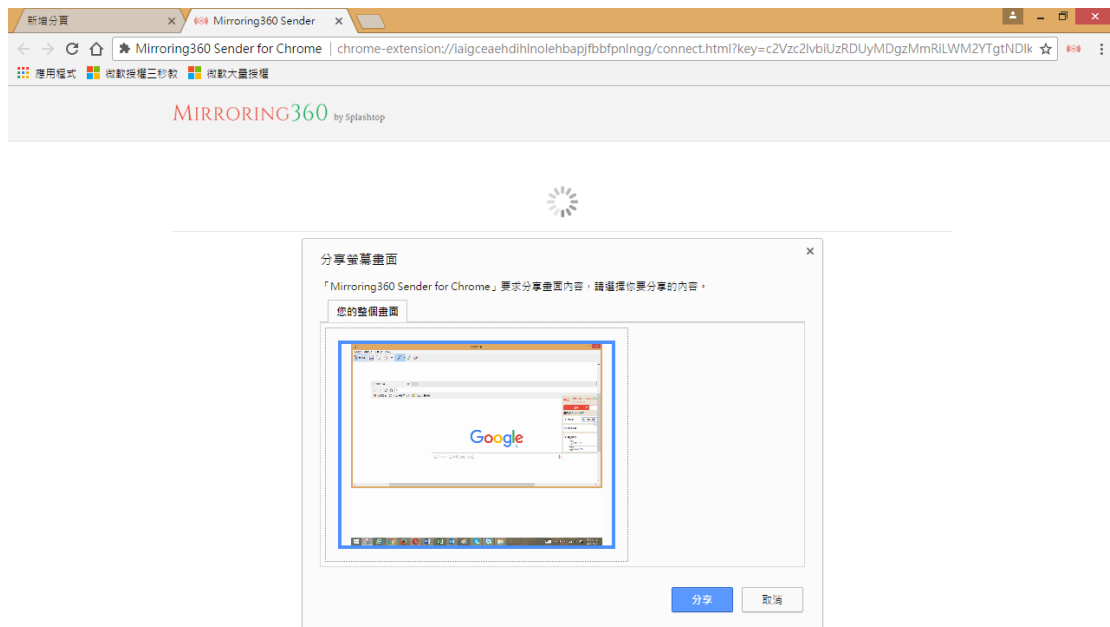 新增分頁
Mirroring360 Sender
Mirroring360 Sender for Chrome | chrome-extension://iaigceaehdihlnolehbapjfbbfpnlngg/connect.html?key=c2Vzc2lvbiUzRDUyMDgzMmRiLWM2YTgtNDlk
應用程式 微軟授權三秒教 微軟大量授權
MIRRORING360 by Splashtop
分享螢幕畫面
「Mirroring360 Sender for Chrome」要求分享畫面內容，請選擇你要分享的內容。
您的整個畫面
Google
分享
取消